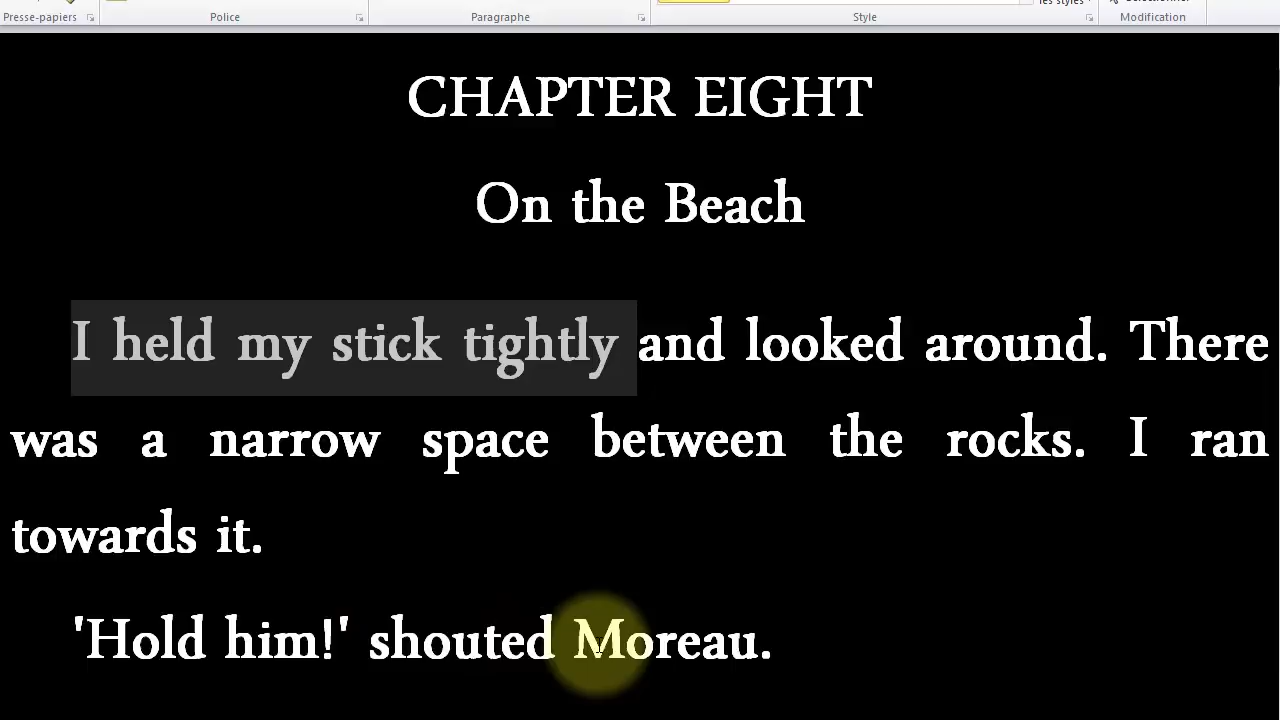 Presse-papiers Police Paragraphe Style Modification
CHAPTER EIGHT
On the Beach
I held my stick tightly and looked around. There
was a narrow space between the rocks. I ran
towards it.
'Hold him!' shouted Moreau.